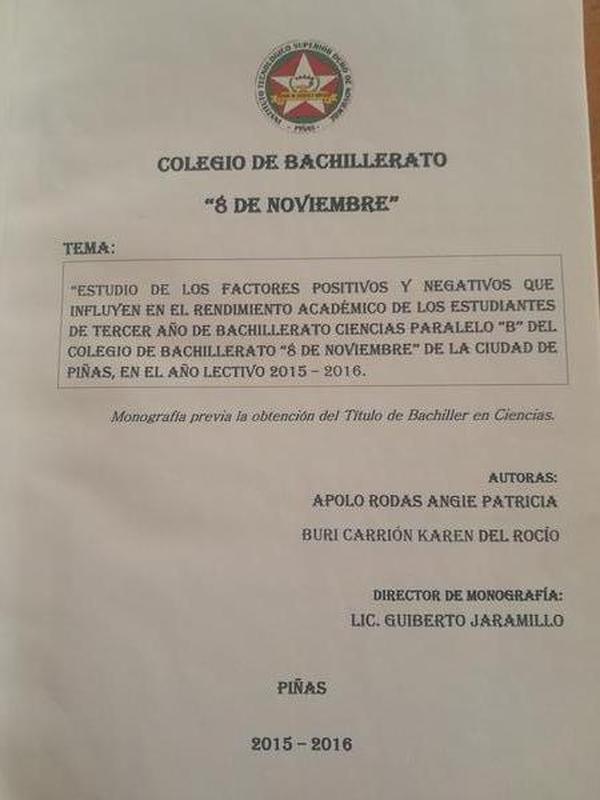 INSTITUTO TECNOLÓGICO SUPERIOR OCHO DE NOVIEMBRE
- PIÑAS -
COLEGIO DE BACHILLERATO
"8 DE NOVIEMBRE"
TEMA:
"ESTUDIO DE LOS FACTORES POSITIVOS Y NEGATIVOS QUE
INFLUYEN EN EL RENDIMIENTO ACADÉMICO DE LOS ESTUDIANTES
DE TERCER AÑO DE BACHILLERATO CIENCIAS PARALELO "B" DEL
COLEGIO DE BACHILLERATO "8 DE NOVIEMBRE" DE LA CIUDAD DE
PIÑAS, EN EL AÑO LECTIVO 2015 – 2016.
Monografía previa la obtención del Título de Bachiller en Ciencias.
AUTORAS:
APOLO RODAS ANGIE PATRICIA
BURI CARRIÓN KAREN DEL ROCÍO
DIRECTOR DE MONOGRAFÍA:
LIC. GUIBERTO JARAMILLO
PIÑAS
2015 – 2016